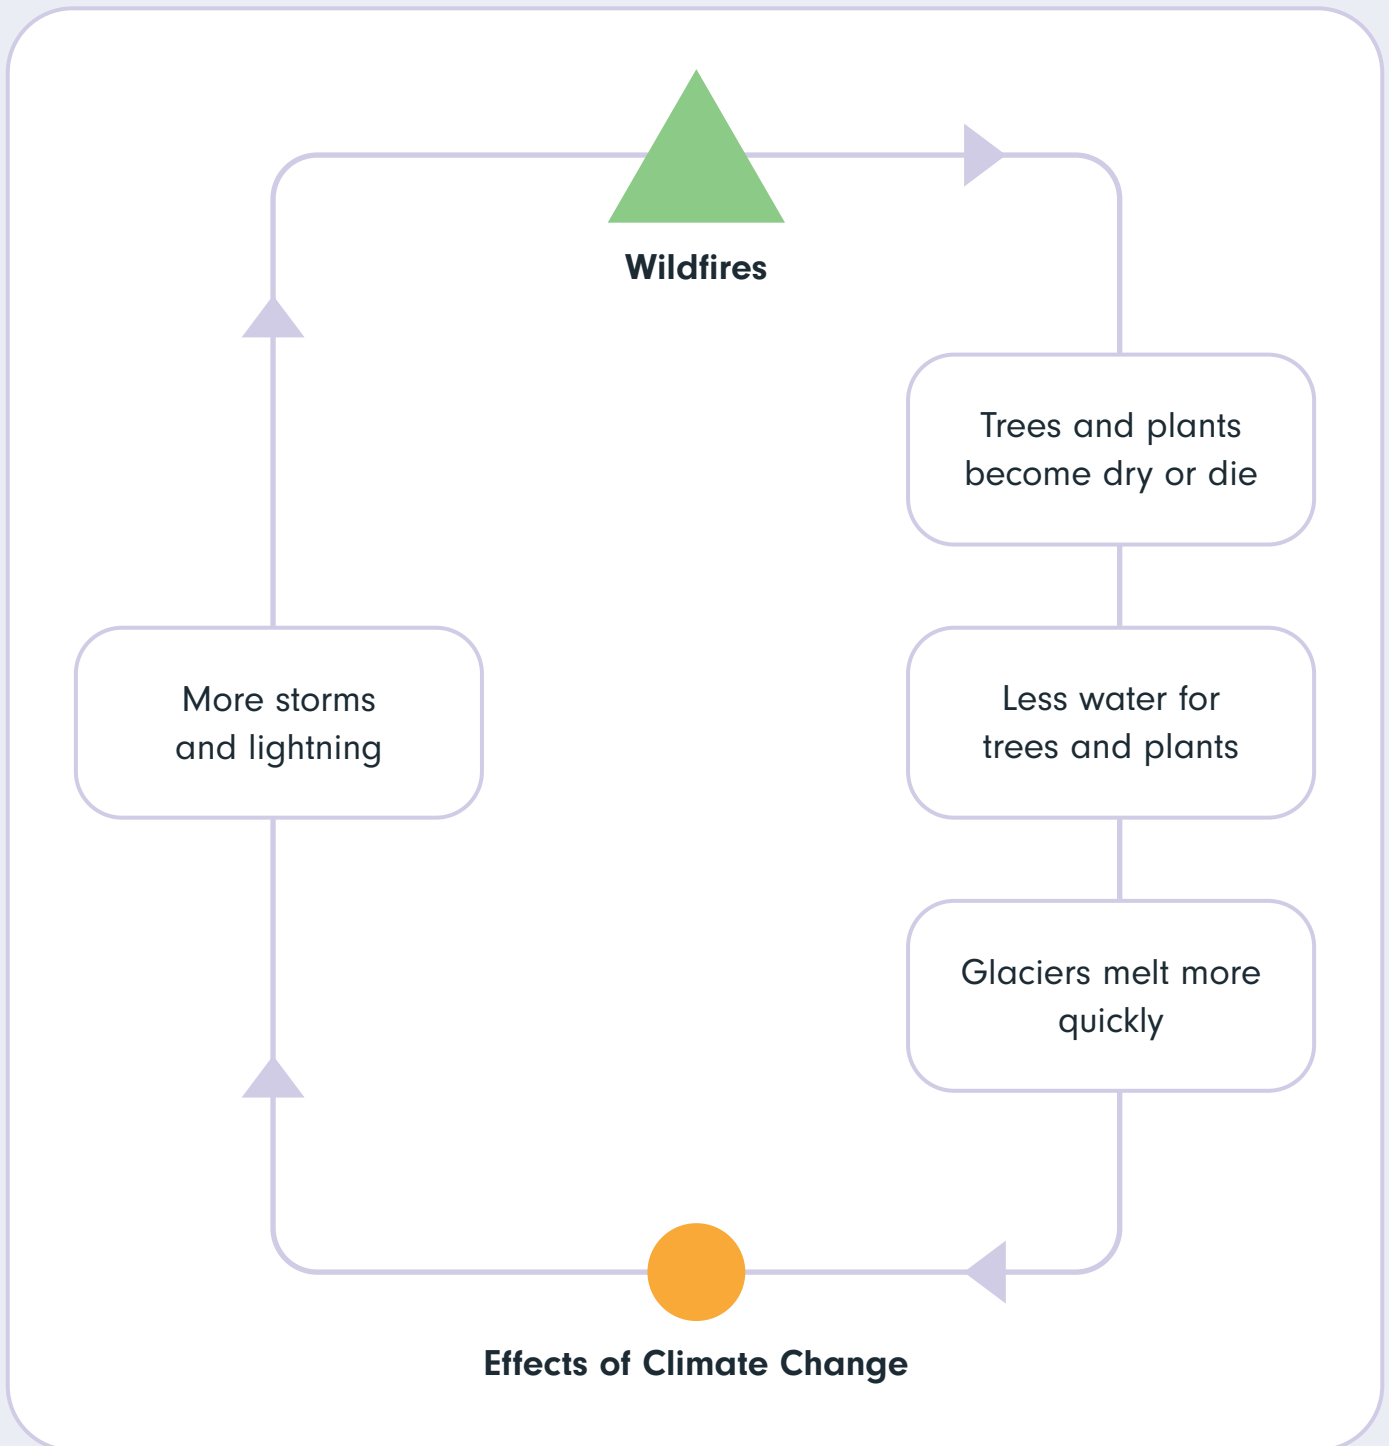 Wildfires
Trees and plants
become dry or die
More storms
and lightning
Less water for
trees and plants
Glaciers melt more
quickly
Effects of Climate Change